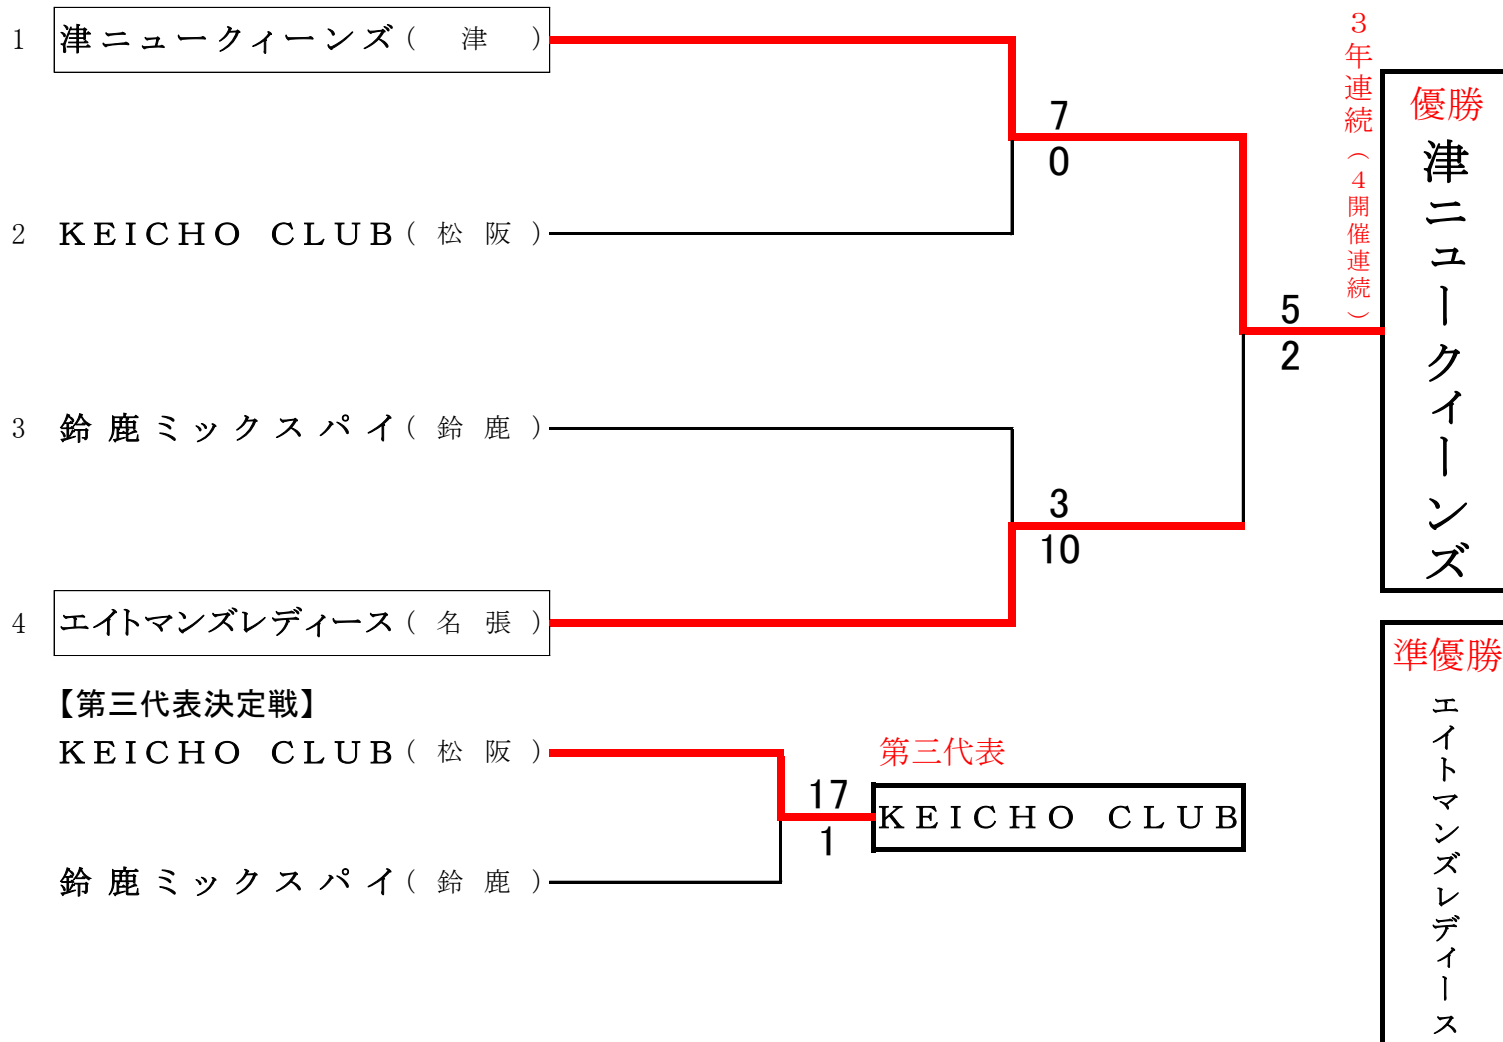 1 津ニュークィーンズ(　津　)
7
0
2 KEICHO CLUB(松阪)
5
2
3 鈴鹿ミックスパイ(鈴鹿)
3
10
4 エイトマンズレディース(名張)
3年連続(4開催連続)
優勝
津ニュークィーンズ
準優勝
エイトマンズレディース
【第三代表決定戦】
KEICHO CLUB(松阪)
17
1
鈴鹿ミックスパイ(鈴鹿)
第三代表
KEICHO CLUB